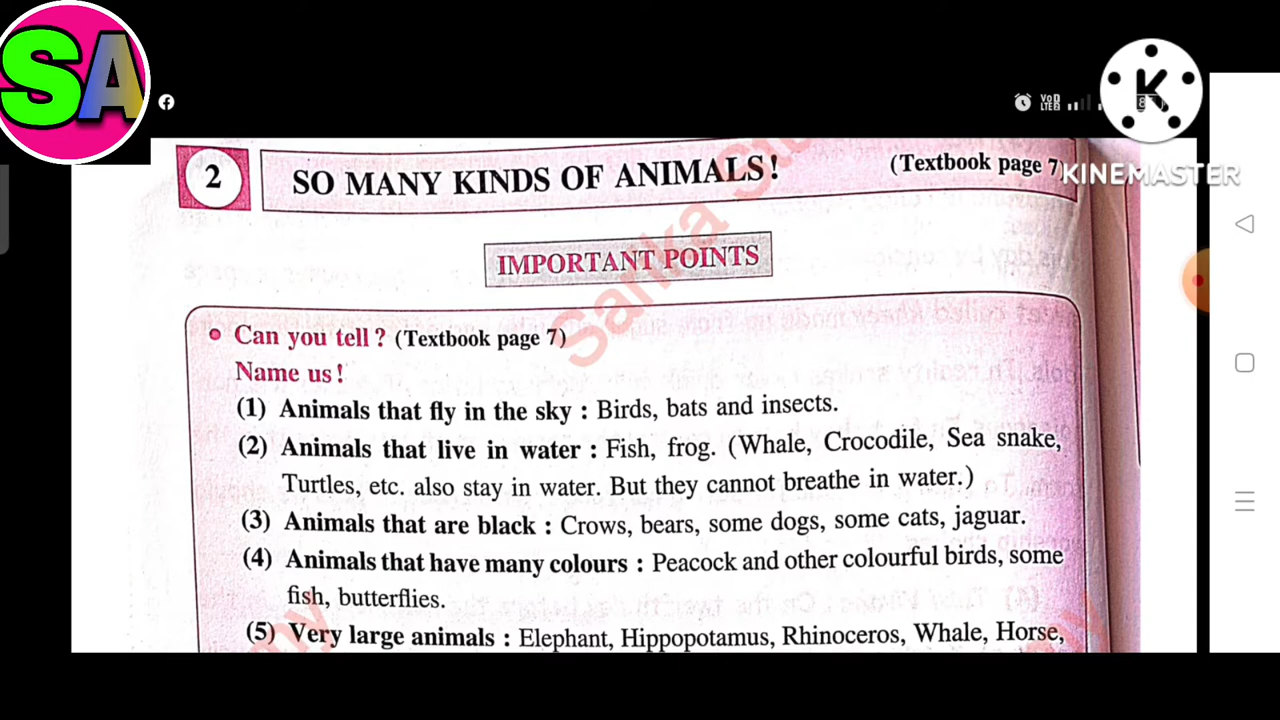 SA
VoD
LTE2
K
KINEMASTER
2 SO MANY KINDS OF ANIMALS! (Textbook page 7)
IMPORTANT POINTS
• Can you tell? (Textbook page 7)
Name us!
(1) Animals that fly in the sky : Birds, bats and insects.
(2) Animals that live in water : Fish, frog. (Whale, Crocodile, Sea snake,
Turtles, etc. also stay in water. But they cannot breathe in water.)
(3) Animals that are black : Crows, bears, some dogs, some cats, jaguar.
(4) Animals that have many colours : Peacock and other colourful birds, some
fish, butterflies.
(5) Very large animals : Elephant, Hippopotamus, Rhinoceros, Whale, Horse,